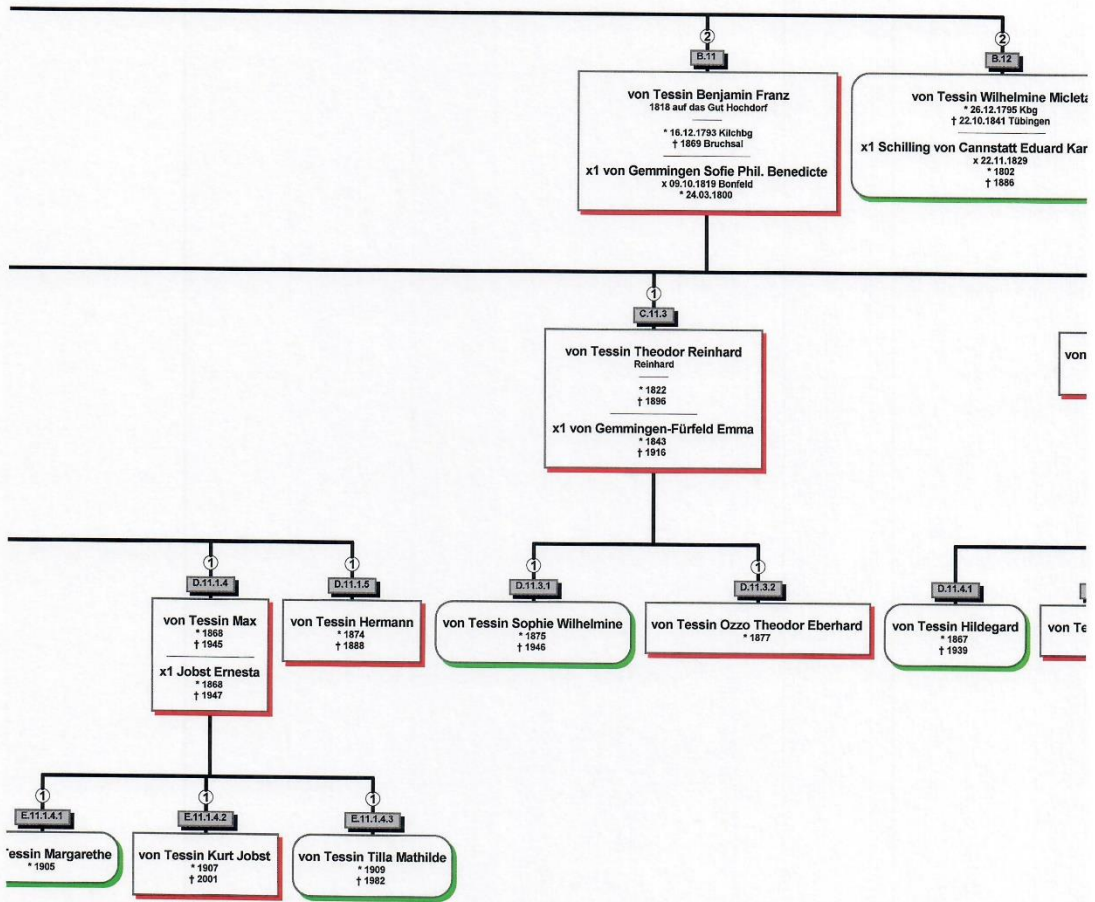 2
B.11
von Tessin Benjamin Franz
1818 auf das Gut Hochdorf
* 16.12.1793 Kilchbg
† 1869 Bruchsal
x1 von Gemmingen Sofie Phil. Benedicte
x 09.10.1819 Bonfeld
* 24.03.1800
2
B.12
von Tessin Wilhelmine Micleta
* 26.12.1795 Kbg
† 22.10.1841 Tübingen
x1 Schilling von Cannstatt Eduard Kar
x 22.11.1829
* 1802
† 1886
1
C.11.3
von Tessin Theodor Reinhard
Reinhard
* 1822
† 1896
x1 von Gemmingen-Fürfeld Emma
* 1843
† 1916
von
1
D.11.1.4
von Tessin Max
* 1868
† 1945
x1 Jobst Ernesta
* 1868
† 1947
1
D.11.1.5
von Tessin Hermann
* 1874
† 1888
1
D.11.3.1
von Tessin Sophie Wilhelmine
* 1875
† 1946
1
D.11.3.2
von Tessin Ozzo Theodor Eberhard
* 1877
D.11.4.1
von Tessin Hildegard
* 1867
† 1939
von Te
1
E.11.1.4.1
Tessin Margarethe
* 1905
1
E.11.1.4.2
von Tessin Kurt Jobst
* 1907
† 2001
1
E.11.1.4.3
von Tessin Tilla Mathilde
* 1909
† 1982